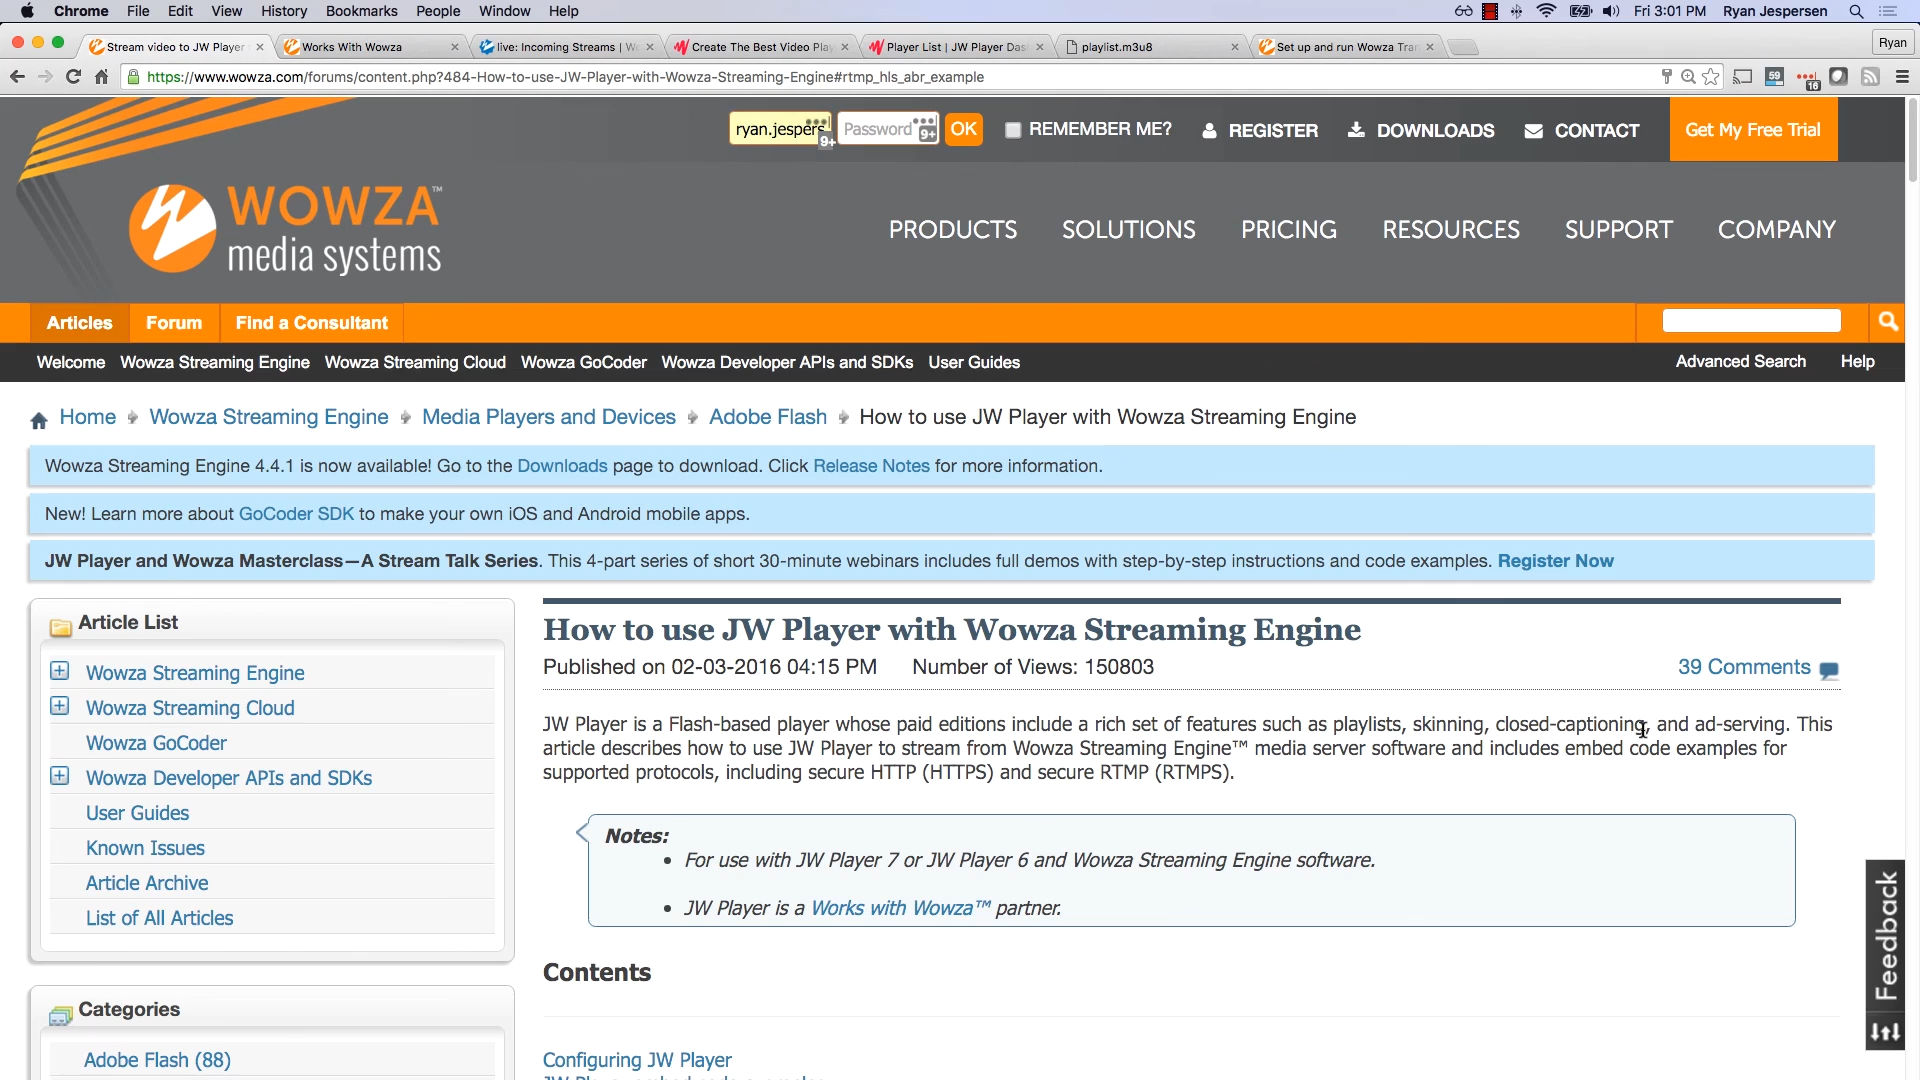 Chrome File Edit View History Bookmarks People Window Help Fri 3:01 PM Ryan Jespersen
Stream video to JW Player Works With Wowza live: Incoming Streams | W Create The Best Video Play Player List | JW Player Das playlist.m3u8 Set up and run Wowza Tran Ryan
https://www.wowza.com/forums/content.php?484-How-to-use-JW-Player-with-Wowza-Streaming-Engine#rtmp_hls_abr_example 59 16
ryan.jespers 9+ Password 9+ OK REMEMBER ME? REGISTER DOWNLOADS CONTACT Get My Free Trial
WOWZA™
media systems
PRODUCTS SOLUTIONS PRICING RESOURCES SUPPORT COMPANY
Articles Forum Find a Consultant
Welcome Wowza Streaming Engine Wowza Streaming Cloud Wowza GoCoder Wowza Developer APIs and SDKs User Guides Advanced Search Help
Home Wowza Streaming Engine Media Players and Devices Adobe Flash How to use JW Player with Wowza Streaming Engine
Wowza Streaming Engine 4.4.1 is now available! Go to the Downloads page to download. Click Release Notes for more information.
New! Learn more about GoCoder SDK to make your own iOS and Android mobile apps.
JW Player and Wowza Masterclass—A Stream Talk Series. This 4-part series of short 30-minute webinars includes full demos with step-by-step instructions and code examples. Register Now
Article List
Wowza Streaming Engine
Wowza Streaming Cloud
Wowza GoCoder
Wowza Developer APIs and SDKs
User Guides
Known Issues
Article Archive
List of All Articles
Categories
Adobe Flash (88)
How to use JW Player with Wowza Streaming Engine
Published on 02-03-2016 04:15 PM Number of Views: 150803 39 Comments
JW Player is a Flash-based player whose paid editions include a rich set of features such as playlists, skinning, closed-captioning, and ad-serving. This
article describes how to use JW Player to stream from Wowza Streaming Engine™ media server software and includes embed code examples for
supported protocols, including secure HTTP (HTTPS) and secure RTMP (RTMPS).
Notes:
• For use with JW Player 7 or JW Player 6 and Wowza Streaming Engine software.
• JW Player is a Works with Wowza™ partner.
Contents
Configuring JW Player
Feedback